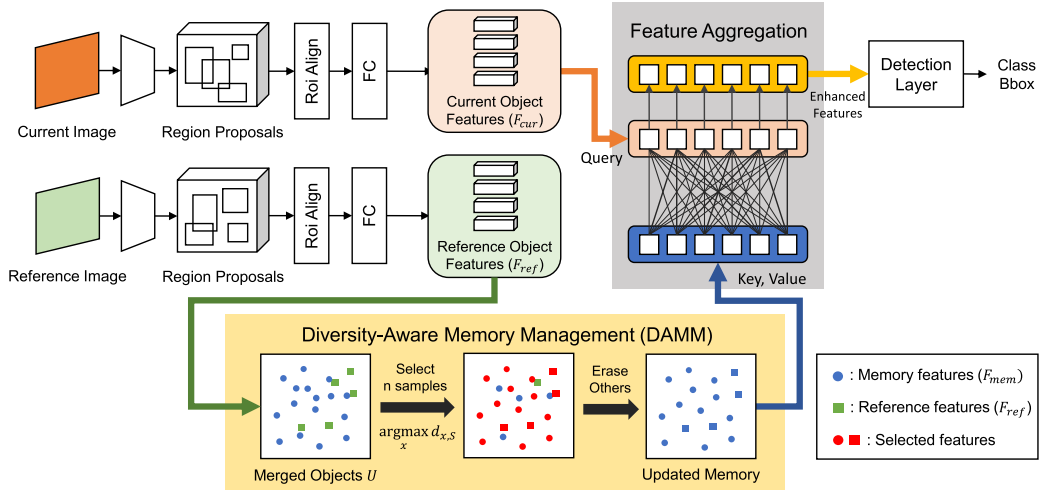 Current Image
Region Proposals
Roi Align
FC
Current Object
Features (F_cur)
Feature Aggregation
Query
Enhanced
Features
Detection
Layer
Class
Bbox
Reference Image
Region Proposals
Roi Align
FC
Reference Object
Features (F_ref)
Key, Value
Diversity-Aware Memory Management (DAMM)
Select
n samples
argmax d_{x,S}
x
Erase
Others
Merged Objects U
Updated Memory
: Memory features (F_mem)
: Reference features (F_ref)
: Selected features